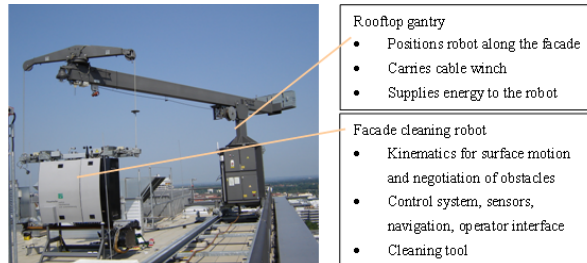 Rooftop gantry
• Positions robot along the facade
• Carries cable winch
• Supplies energy to the robot
Facade cleaning robot
• Kinematics for surface motion
and negotiation of obstacles
• Control system, sensors,
navigation, operator interface
• Cleaning tool